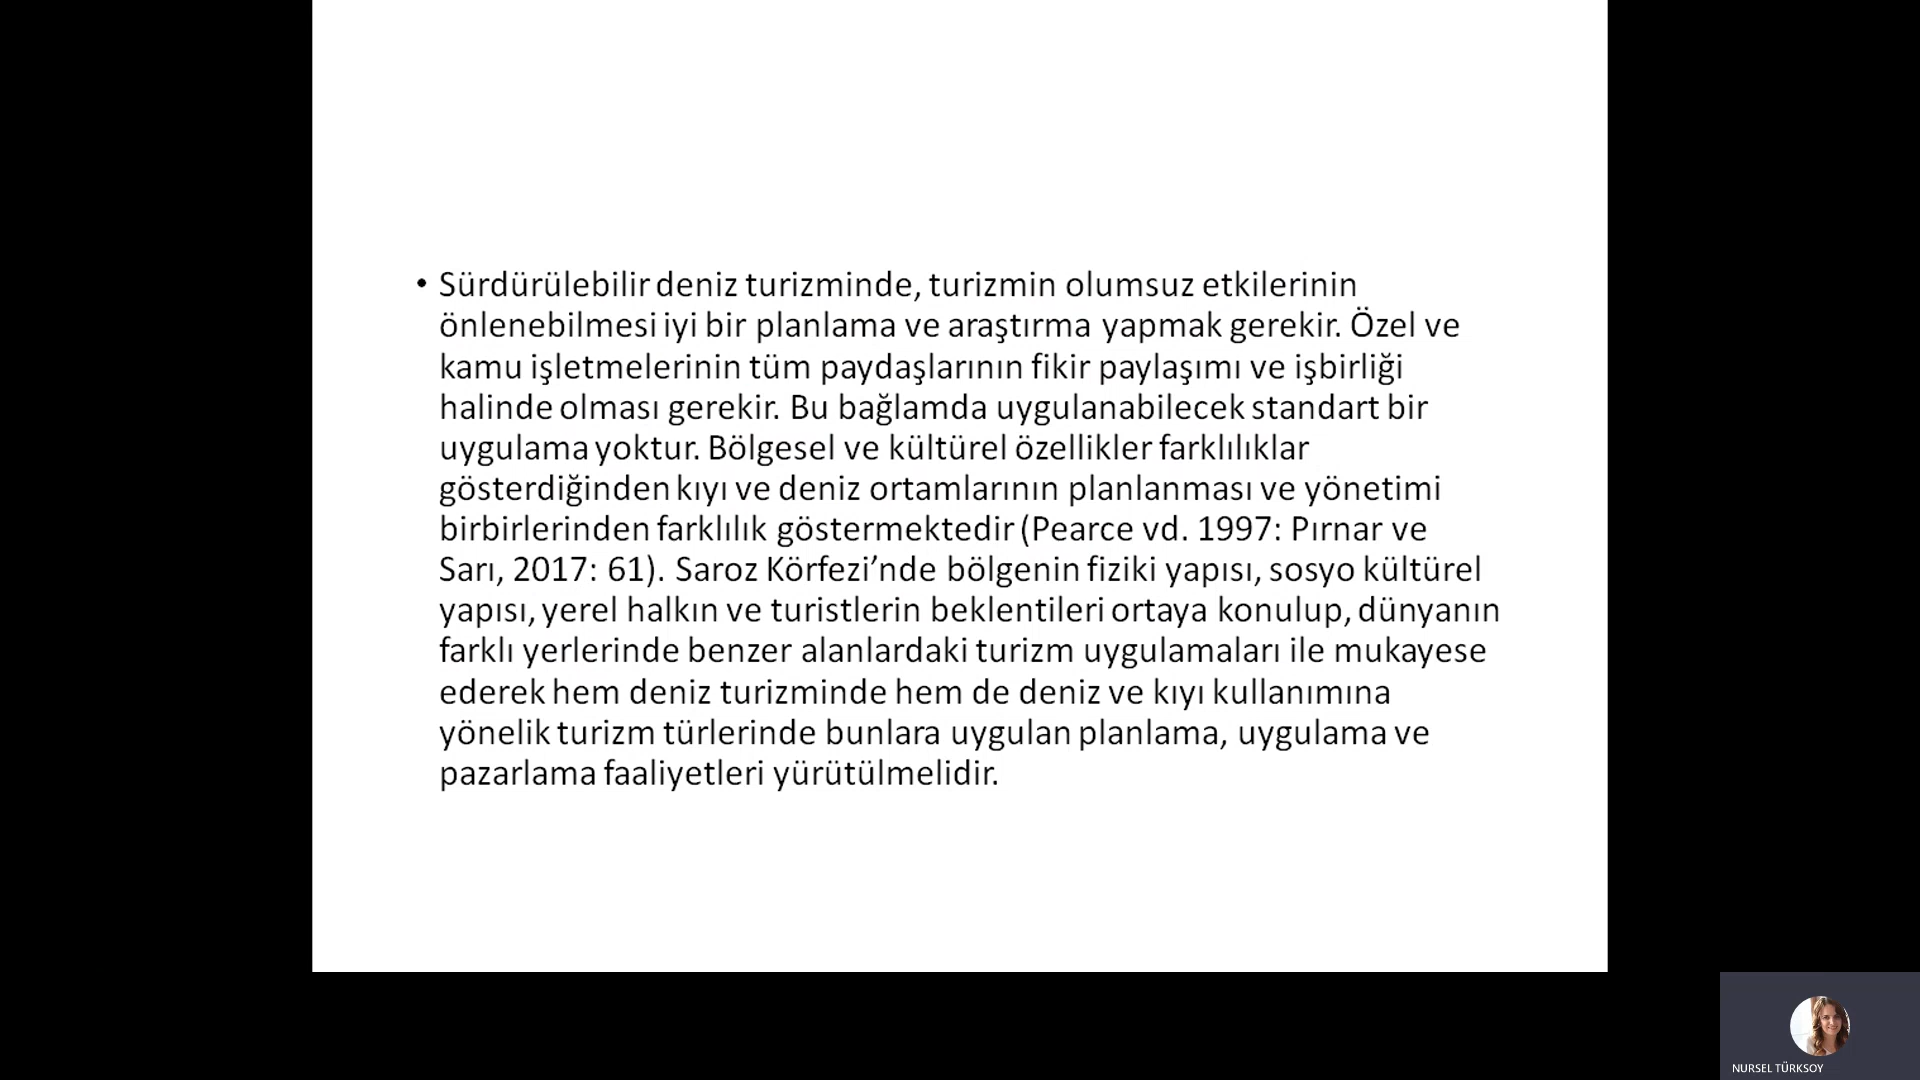 • Sürdürülebilir deniz turizminde, turizmin olumsuz etkilerinin
önlenebilmesi iyi bir planlama ve araştırma yapmak gerekir. Özel ve
kamu işletmelerinin tüm paydaşlarının fikir paylaşımı ve işbirliği
halinde olması gerekir. Bu bağlamda uygulanabilecek standart bir
uygulama yoktur. Bölgesel ve kültürel özellikler farklılıklar
gösterdiğinden kıyı ve deniz ortamlarının planlanması ve yönetimi
birbirlerinden farklılık göstermektedir (Pearce vd. 1997: Pırnar ve
Sarı, 2017: 61). Saroz Körfezi’nde bölgenin fiziki yapısı, sosyo kültürel
yapısı, yerel halkın ve turistlerin beklentileri ortaya konulup, dünyanın
farklı yerlerinde benzer alanlardaki turizm uygulamaları ile mukayese
ederek hem deniz turizminde hem de deniz ve kıyı kullanımına
yönelik turizm türlerinde bunlara uygulan planlama, uygulama ve
pazarlama faaliyetleri yürütülmelidir.
NURSEL TÜRKSOY